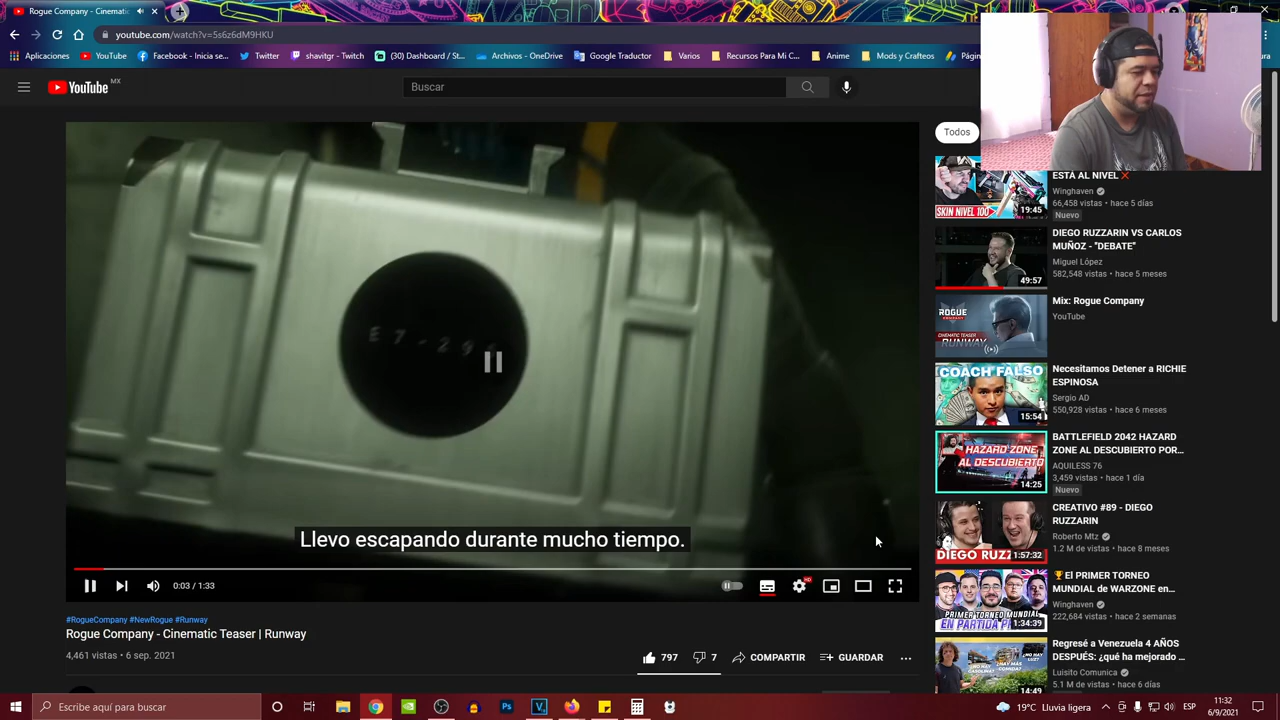 Rogue Company - Cinematic
youtube.com/watch?v=5s6z6dM9HKU
Aplicaciones YouTube Facebook - Inicia se... Twitter shavitgr - Twitch (30) Dashboard - St... Archivos - OneDrive Google Traductor Varios Recursos Para Mi C... Anime Mods y Crafteos
YouTube MX
Buscar
Todos
ESTÁ AL NIVEL ❌
Winghaven
66,458 vistas • hace 5 días
Nuevo
SKIN NIVEL 100
19:45
DIEGO RUZZARIN VS CARLOS
MUÑOZ - "DEBATE"
Miguel López
582,548 vistas • hace 5 meses
49:57
Mix: Rogue Company
YouTube
ROGUE
COMPANY
CINEMATIC TEASER
RUNWAY
Necesitamos Detener a RICHIE
ESPINOSA
Sergio AD
550,928 vistas • hace 6 meses
COACH FALSO
15:54
BATTLEFIELD 2042 HAZARD
ZONE AL DESCUBIERTO POR...
AQUILESS 76
3,459 vistas • hace 1 día
Nuevo
HAZARD ZONE
AL DESCUBIERTO
14:25
CREATIVO #89 - DIEGO
RUZZARIN
Roberto Mtz
1.2 M de vistas • hace 8 meses
DIEGO RUZZ
1:57:32
🏆El PRIMER TORNEO
MUNDIAL de WARZONE en...
Winghaven
222,684 vistas • hace 2 semanas
PRIMER TORNEO MUNDIAL
EN PARTIDA
1:34:39
Regresé a Venezuela 4 AÑOS
DESPUÉS: ¿qué ha mejorado ...
Luisito Comunica
5.1 M de vistas • hace 6 días
14:49
Llevo escapando durante mucho tiempo.
0:03 / 1:33
HD
#RogueCompany #NewRogue #Runway
Rogue Company - Cinematic Teaser | Runway
4,461 vistas • 6 sep. 2021
797 7 COMPARTIR GUARDAR
Escribe aquí para buscar
19°C Lluvia ligera ESP
11:32
6/9/2021